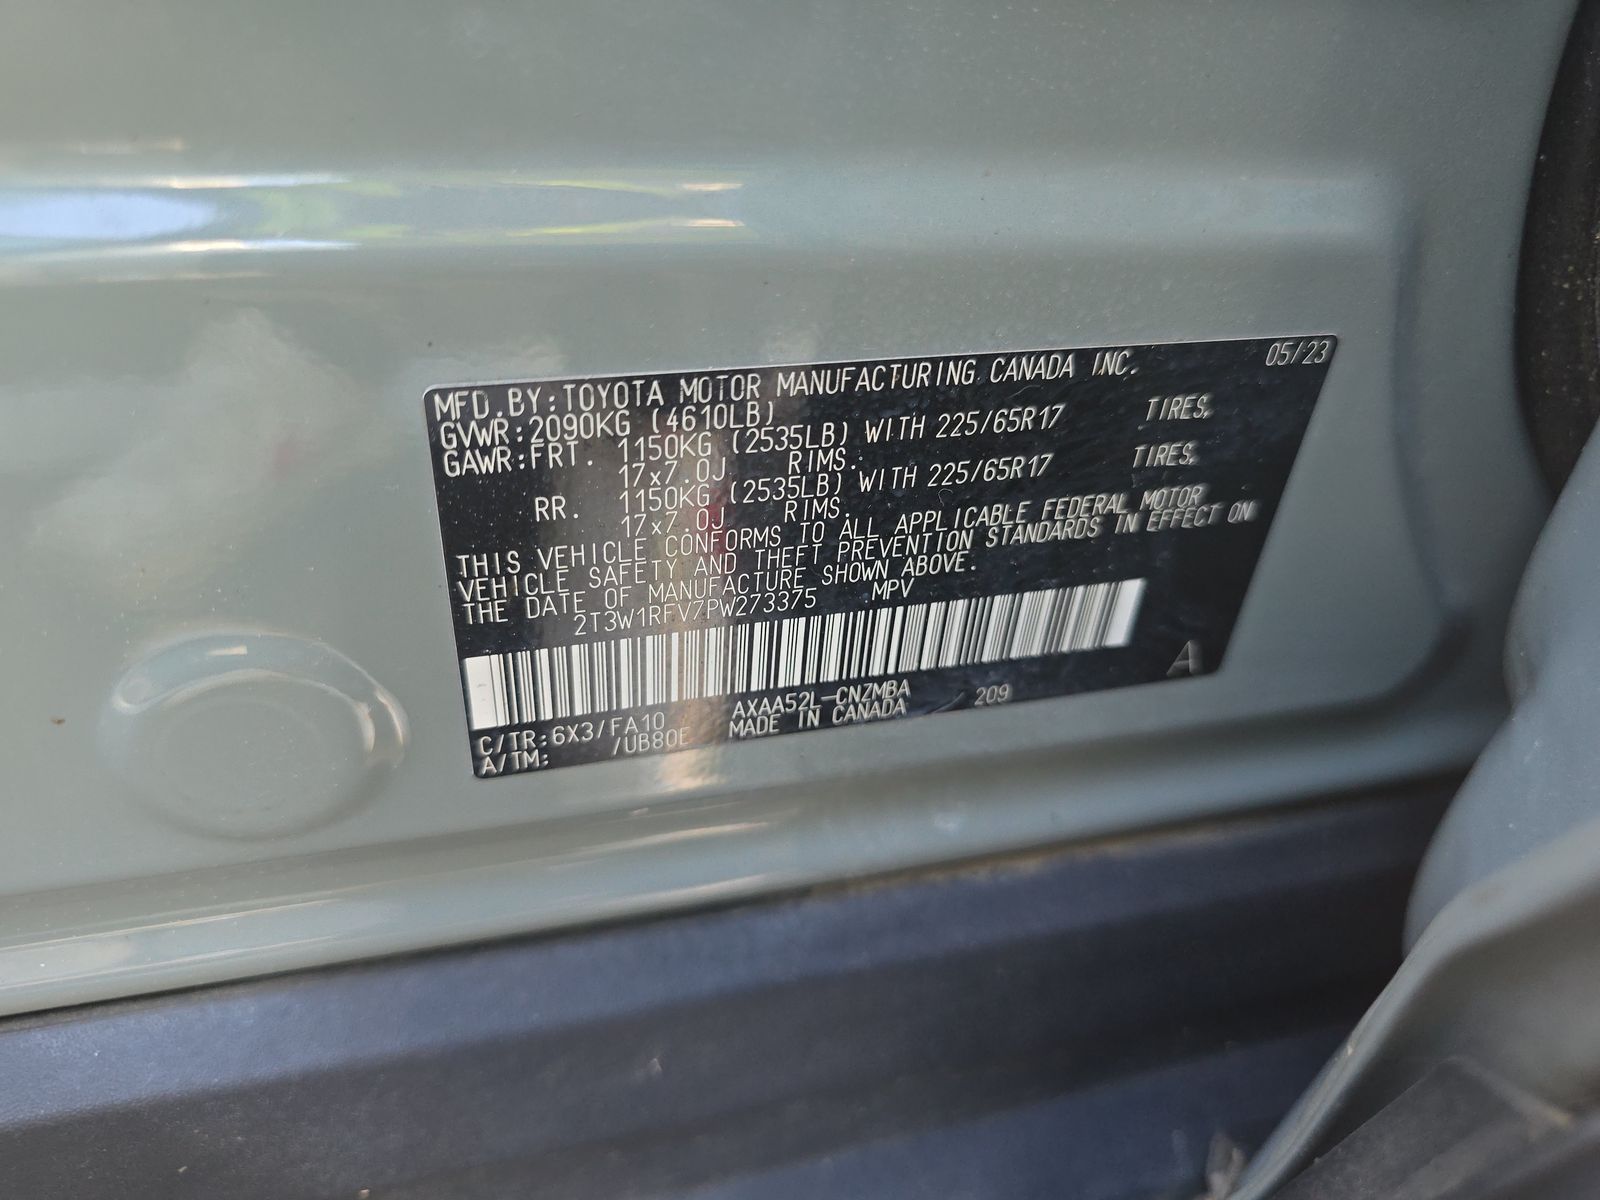 MFD.BY:TOYOTA MOTOR MANUFACTURING CANADA INC. 05/23
GVWR:2090KG (4610LB)
GAWR:FRT. 1150KG (2535LB) WITH 225/65R17 TIRES,
17x7.0J RIMS.
RR. 1150KG (2535LB) WITH 225/65R17 TIRES,
17x7.0J RIMS.
THIS VEHICLE CONFORMS TO ALL APPLICABLE FEDERAL MOTOR
VEHICLE SAFETY AND THEFT PREVENTION STANDARDS IN EFFECT ON
THE DATE OF MANUFACTURE SHOWN ABOVE.
2T3W1RFV7PW273375 MPV
A
C/TR:6X3/FA10 AXAA52L-CNZMBA 209
A/TM: /UB80E MADE IN CANADA